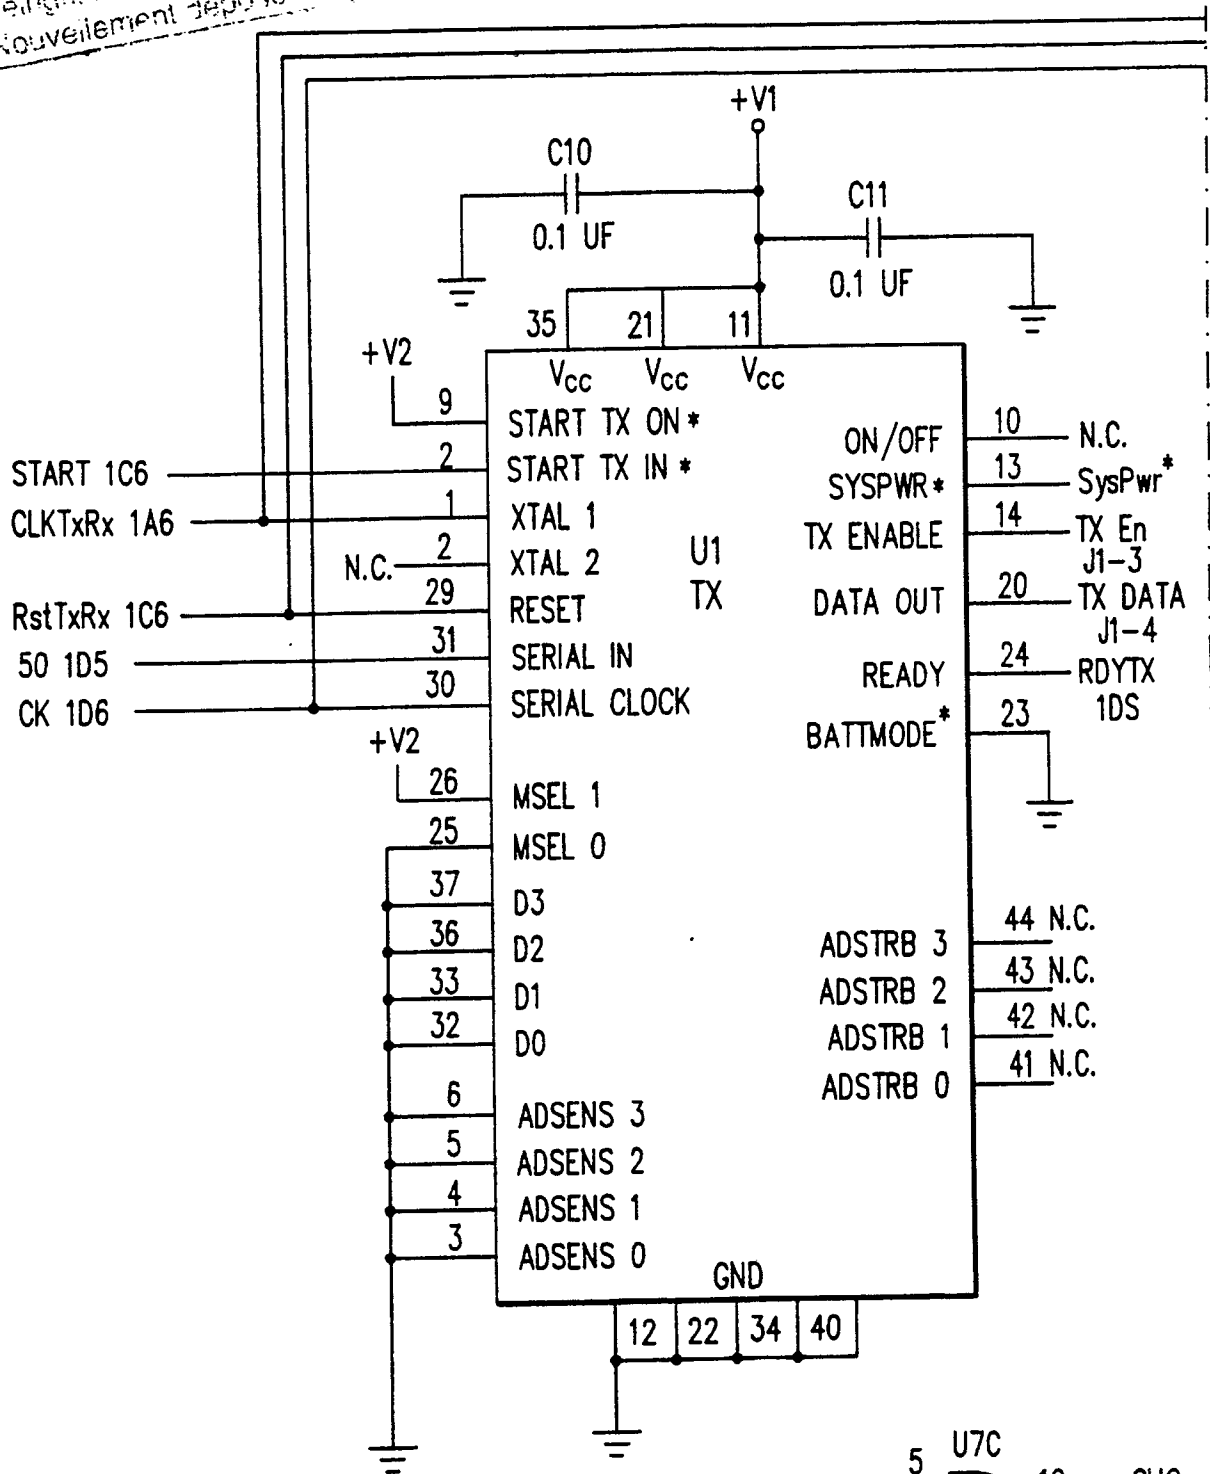 Nouvellement déposé
+V1
C10
0.1 UF
C11
0.1 UF
35 21 11
+V2
Vcc Vcc Vcc
9 START TX ON*
ON/OFF 10 N.C.
START 1C6 2 START TX IN*
SYSPWR* 13 SysPwr*
CLKTxRx 1A6 1 XTAL 1
TX ENABLE 14 TX En
J1-3
N.C. 2 XTAL 2
U1
TX
RstTxRx 1C6 29 RESET
DATA OUT 20 TX DATA
J1-4
50 1D5 31 SERIAL IN
READY 24 RDYTX
1DS
CK 1D6 30 SERIAL CLOCK
BATTMODE* 23
+V2
26 MSEL 1
25 MSEL 0
37 D3
36 D2
33 D1
32 D0
ADSTRB 3 44 N.C.
ADSTRB 2 43 N.C.
ADSTRB 1 42 N.C.
ADSTRB 0 41 N.C.
6 ADSENS 3
5 ADSENS 2
4 ADSENS 1
3 ADSENS 0
GND
12 22 34 40
U7C
5